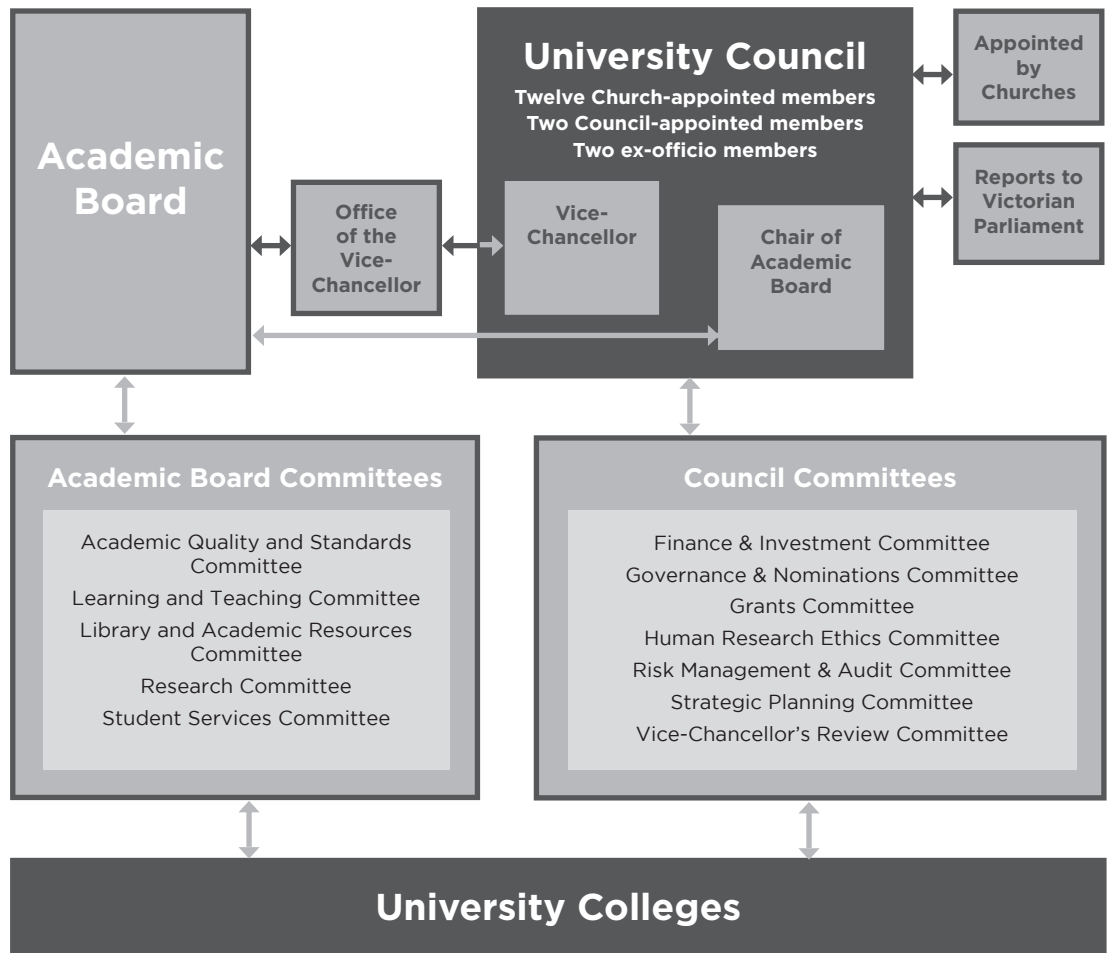 Academic
Board
Office
of the
Vice-
Chancellor
University Council
Twelve Church-appointed members
Two Council-appointed members
Two ex-officio members
Vice-
Chancellor
Chair of
Academic
Board
Appointed
by
Churches
Reports to
Victorian
Parliament
Academic Board Committees
Academic Quality and Standards
Committee
Learning and Teaching Committee
Library and Academic Resources
Committee
Research Committee
Student Services Committee
Council Committees
Finance & Investment Committee
Governance & Nominations Committee
Grants Committee
Human Research Ethics Committee
Risk Management & Audit Committee
Strategic Planning Committee
Vice-Chancellor’s Review Committee
University Colleges